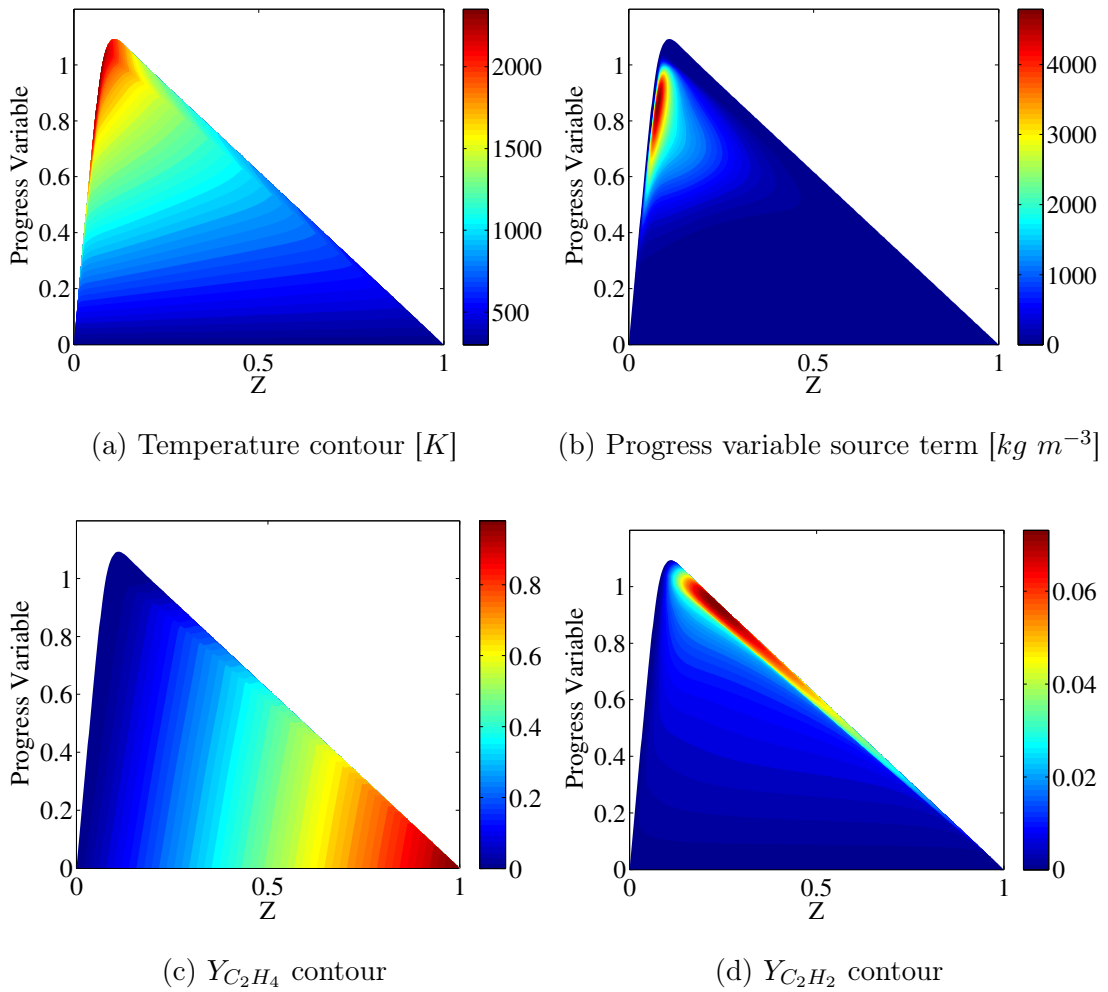 Progress Variable
1
0.8
0.6
0.4
0.2
0
0 0.5 1
Z
2000
1500
1000
500
(a) Temperature contour [K]
Progress Variable
1
0.8
0.6
0.4
0.2
0
0 0.5 1
Z
4000
3000
2000
1000
0
(b) Progress variable source term [kg m⁻³]
Progress Variable
1
0.8
0.6
0.4
0.2
0
0 0.5 1
Z
0.8
0.6
0.4
0.2
0
(c) Y_{C₂H₄} contour
Progress Variable
1
0.8
0.6
0.4
0.2
0
0 0.5 1
Z
0.06
0.04
0.02
0
(d) Y_{C₂H₂} contour